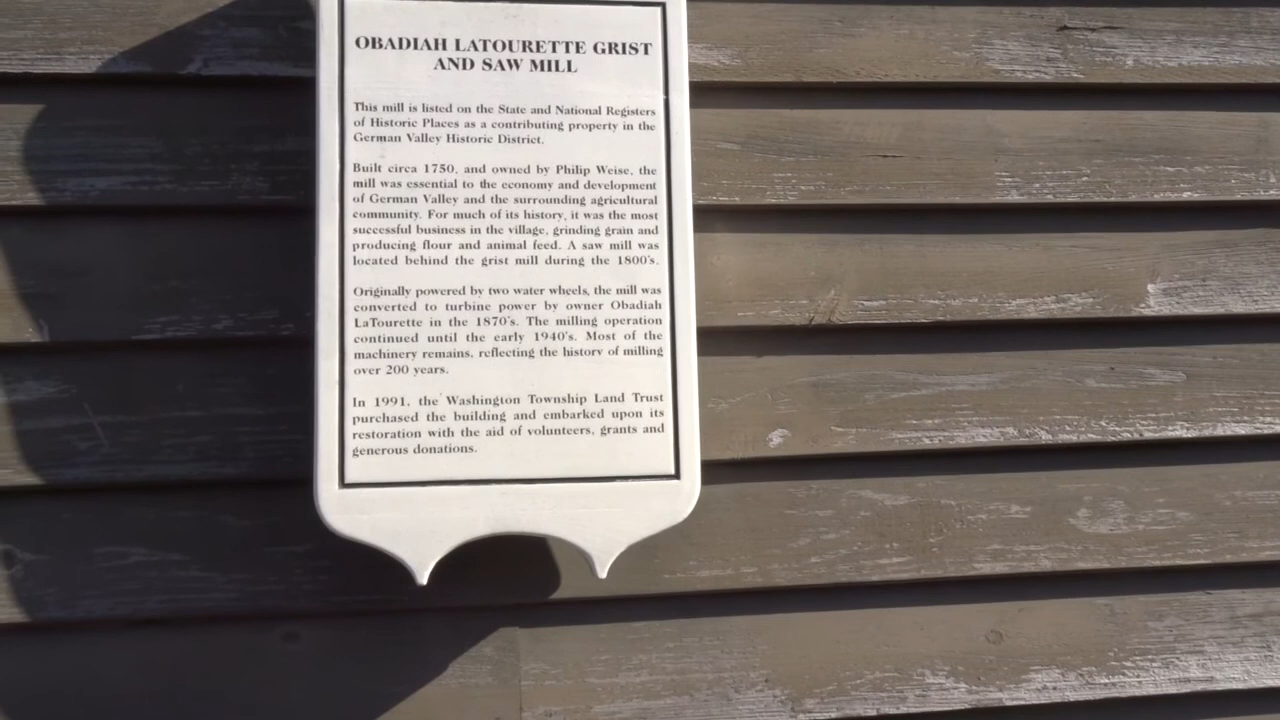 OBADIAH LATOURETTE GRIST
AND SAW MILL
This mill is listed on the State and National Registers
of Historic Places as a contributing property in the
German Valley Historic District.
Built circa 1750, and owned by Philip Weise, the
mill was essential to the economy and development
of German Valley and the surrounding agricultural
community. For much of its history, it was the most
successful business in the village, grinding grain and
producing flour and animal feed. A saw mill was
located behind the grist mill during the 1800's.
Originally powered by two water wheels, the mill was
converted to turbine power by owner Obadiah
LaTourette in the 1870's. The milling operation
continued until the early 1940's. Most of the
machinery remains, reflecting the history of milling
over 200 years.
In 1991, the Washington Township Land Trust
purchased the building and embarked upon its
restoration with the aid of volunteers, grants and
generous donations.